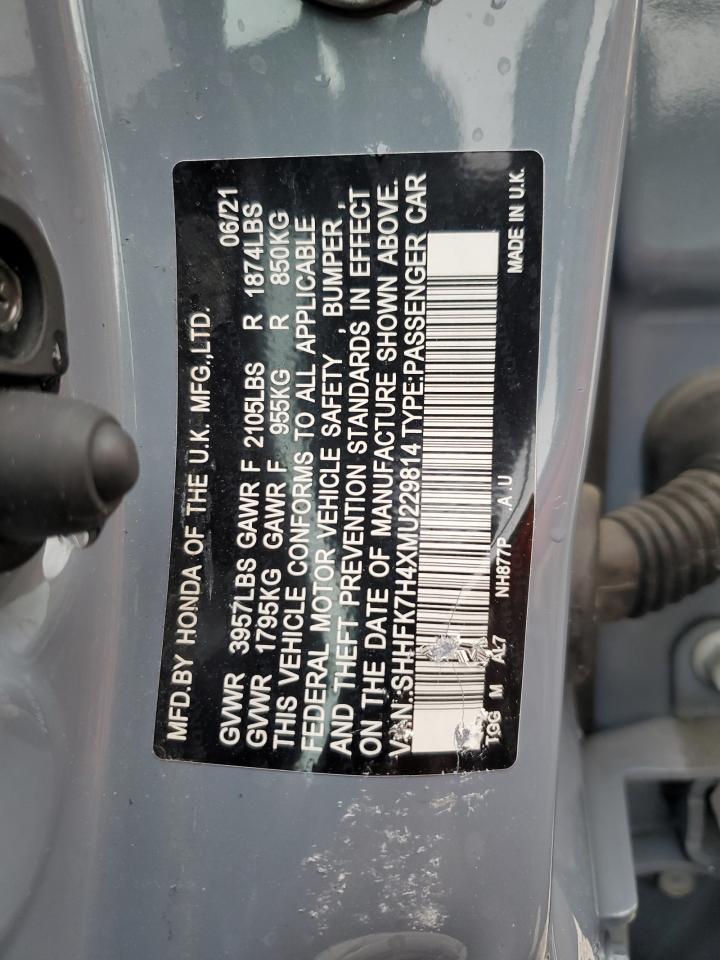 MFD.BY HONDA OF THE U.K. MFG.,LTD. 06/21
GVWR 3957LBS GAWR F 2105LBS R 1874LBS
GVWR 1795KG GAWR F 955KG R 850KG
THIS VEHICLE CONFORMS TO ALL APPLICABLE
FEDERAL MOTOR VEHICLE SAFETY , BUMPER ,
AND THEFT PREVENTION STANDARDS IN EFFECT
ON THE DATE OF MANUFACTURE SHOWN ABOVE.
V.I.N:SHHFK7H4XMU229814 TYPE:PASSENGER CAR
TGG M A_7 NH877P .A.U MADE IN U.K.